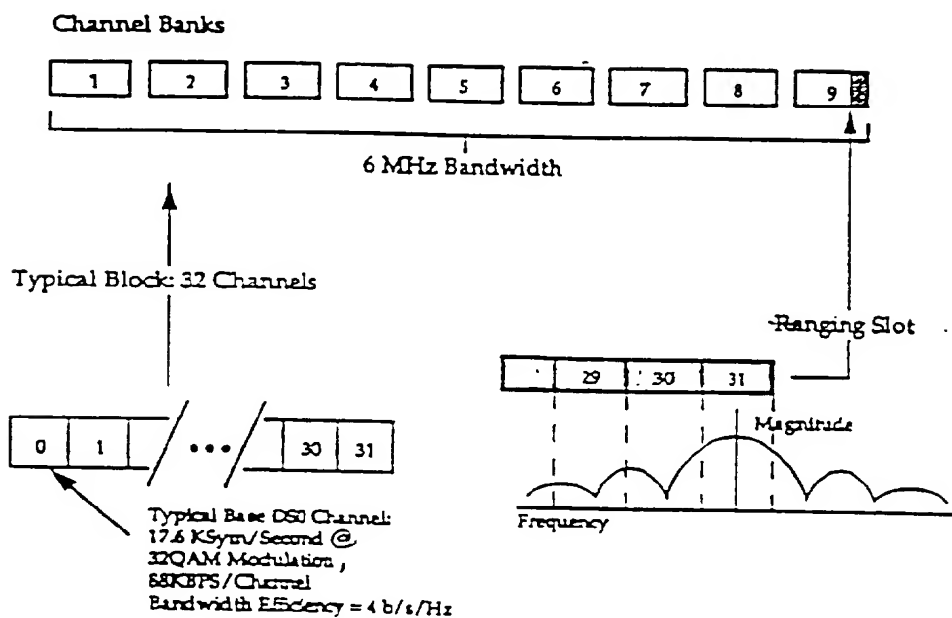 Channel Banks
1 2 3 4 5 6 7 8 9
6 MHz Bandwidth
Typical Block: 32 Channels
Ranging Slot
29 30 31
Magnitude
0 1 ••• 30 31
Frequency
Typical Base DS0 Channel:
17.6 KSym/Second @
32QAM Modulation,
88KBPS/Channel
Bandwidth Efficiency = 4 b/s/Hz